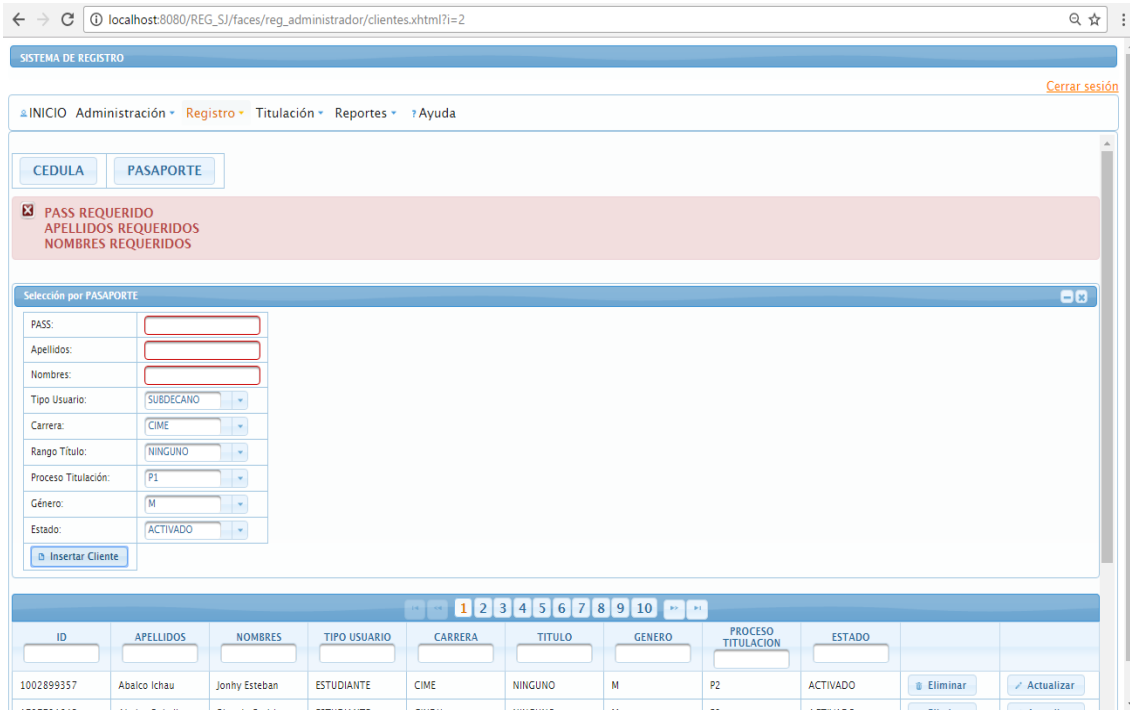 localhost:8080/REG_SJ/faces/reg_administrador/clientes.xhtml?i=2
SISTEMA DE REGISTRO
Cerrar sesión
INICIO Administración Registro Titulación Reportes ? Ayuda
CEDULA PASAPORTE
PASS REQUERIDO
APELLIDOS REQUERIDOS
NOMBRES REQUERIDOS
Selección por PASAPORTE
PASS:
Apellidos:
Nombres:
Tipo Usuario: SUBDECANO
Carrera: CIME
Rango Título: NINGUNO
Proceso Titulación: P1
Género: M
Estado: ACTIVADO
Insertar Cliente
1 2 3 4 5 6 7 8 9 10
ID APELLIDOS NOMBRES TIPO USUARIO CARRERA TITULO GENERO PROCESO TITULACION ESTADO
1002899357 Abalco Ichau Jonhy Esteban ESTUDIANTE CIME NINGUNO M P2 ACTIVADO Eliminar Actualizar